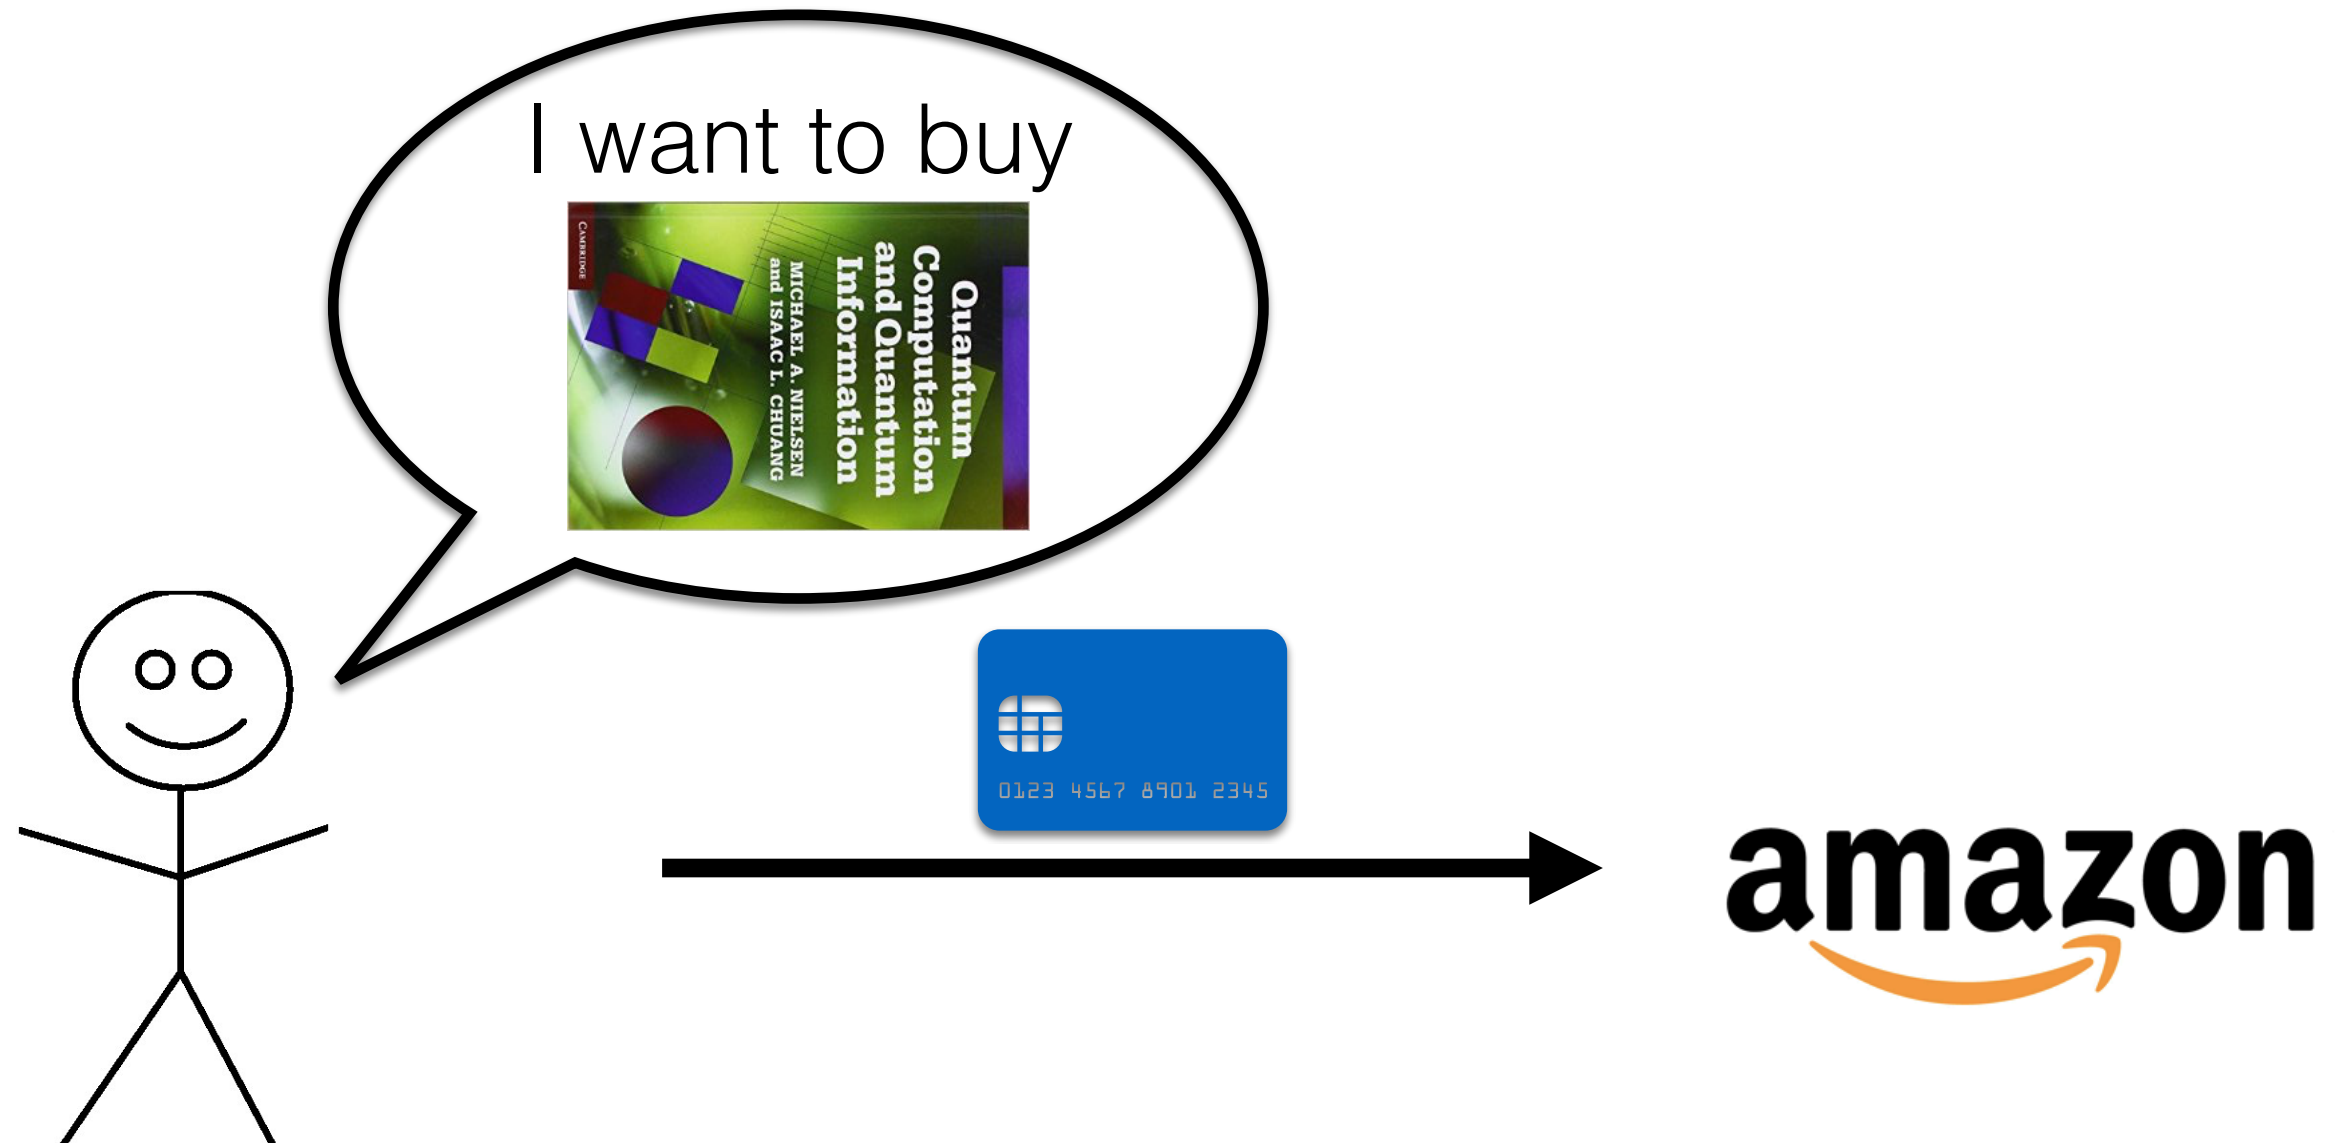 I want to buy
Quantum
Computation
and Quantum
Information
MICHAEL A. NIELSEN
and ISAAC L. CHUANG
CAMBRIDGE
0123 4567 8901 2345
amazon